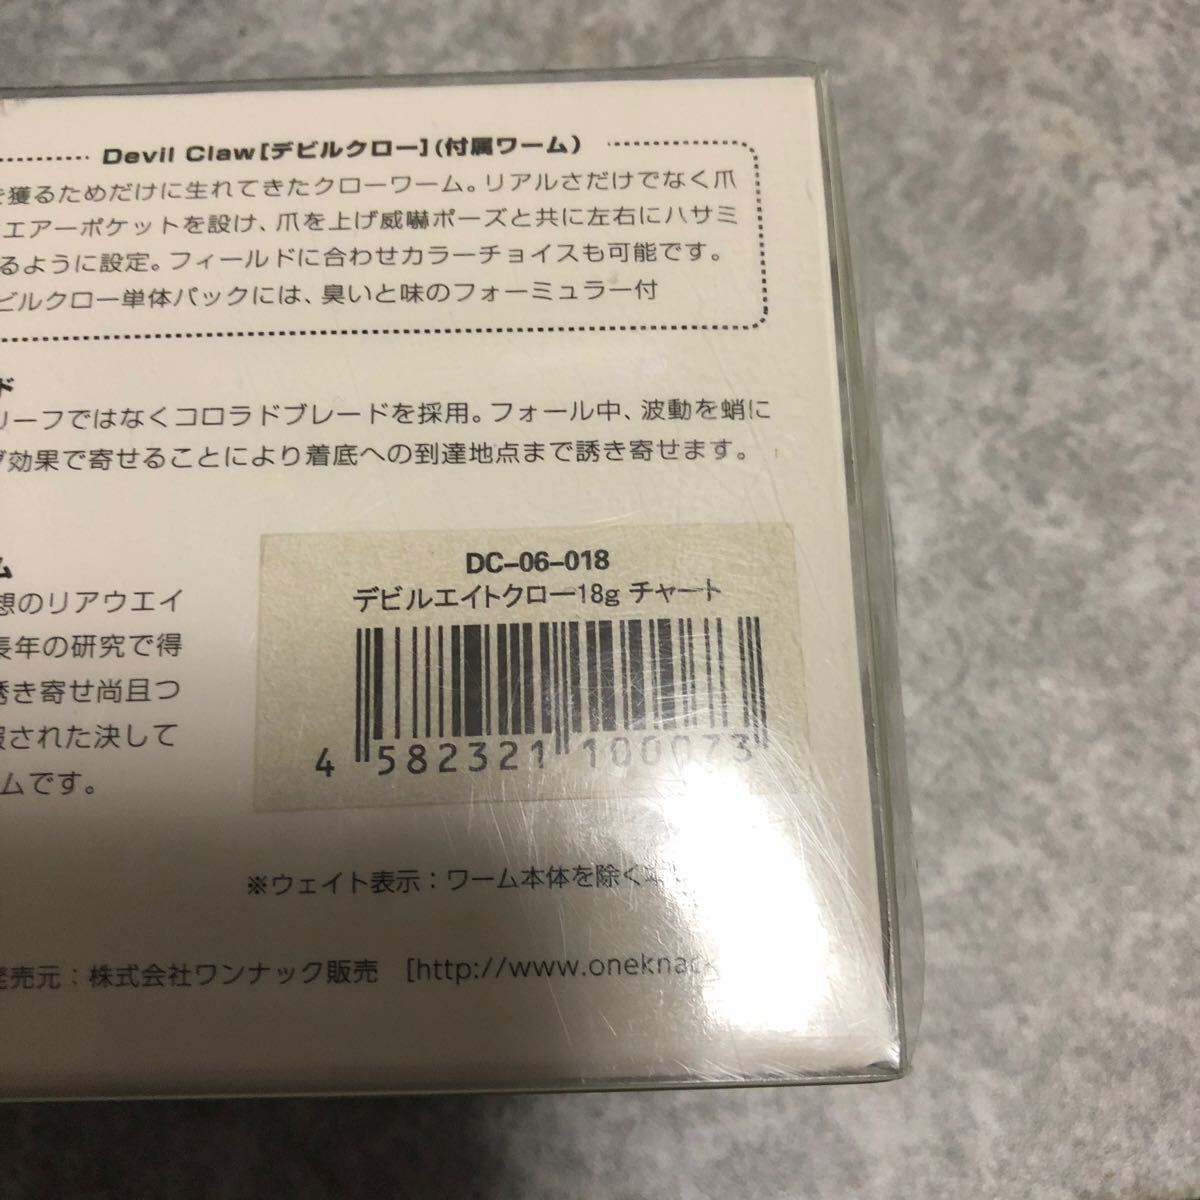 Devil Claw[デビルクロー](付属ワーム)
を獲るためだけに生れてきたクローワーム。リアルさだけでなく爪
エアーポケットを設け、爪を上げ威嚇ポーズと共に左右にハサミ
るように設定。フィールドに合わせカラーチョイスも可能です。
ビルクロー単体パックには、臭いと味のフォーミュラー付
ド
リーフではなくコロラドブレードを採用。フォール中、波動を蛸に
グ効果で寄せることにより着底への到達地点まで誘き寄せます。
ム
想のリアウエイ
長年の研究で得
誘き寄せ尚且つ
された決して
ムです。
DC-06-018
デビルエイトクロー18g チャート
4 582321 100073
※ウェイト表示：ワーム本体を除く
発売元：株式会社ワンナック販売 [http://www.oneknac